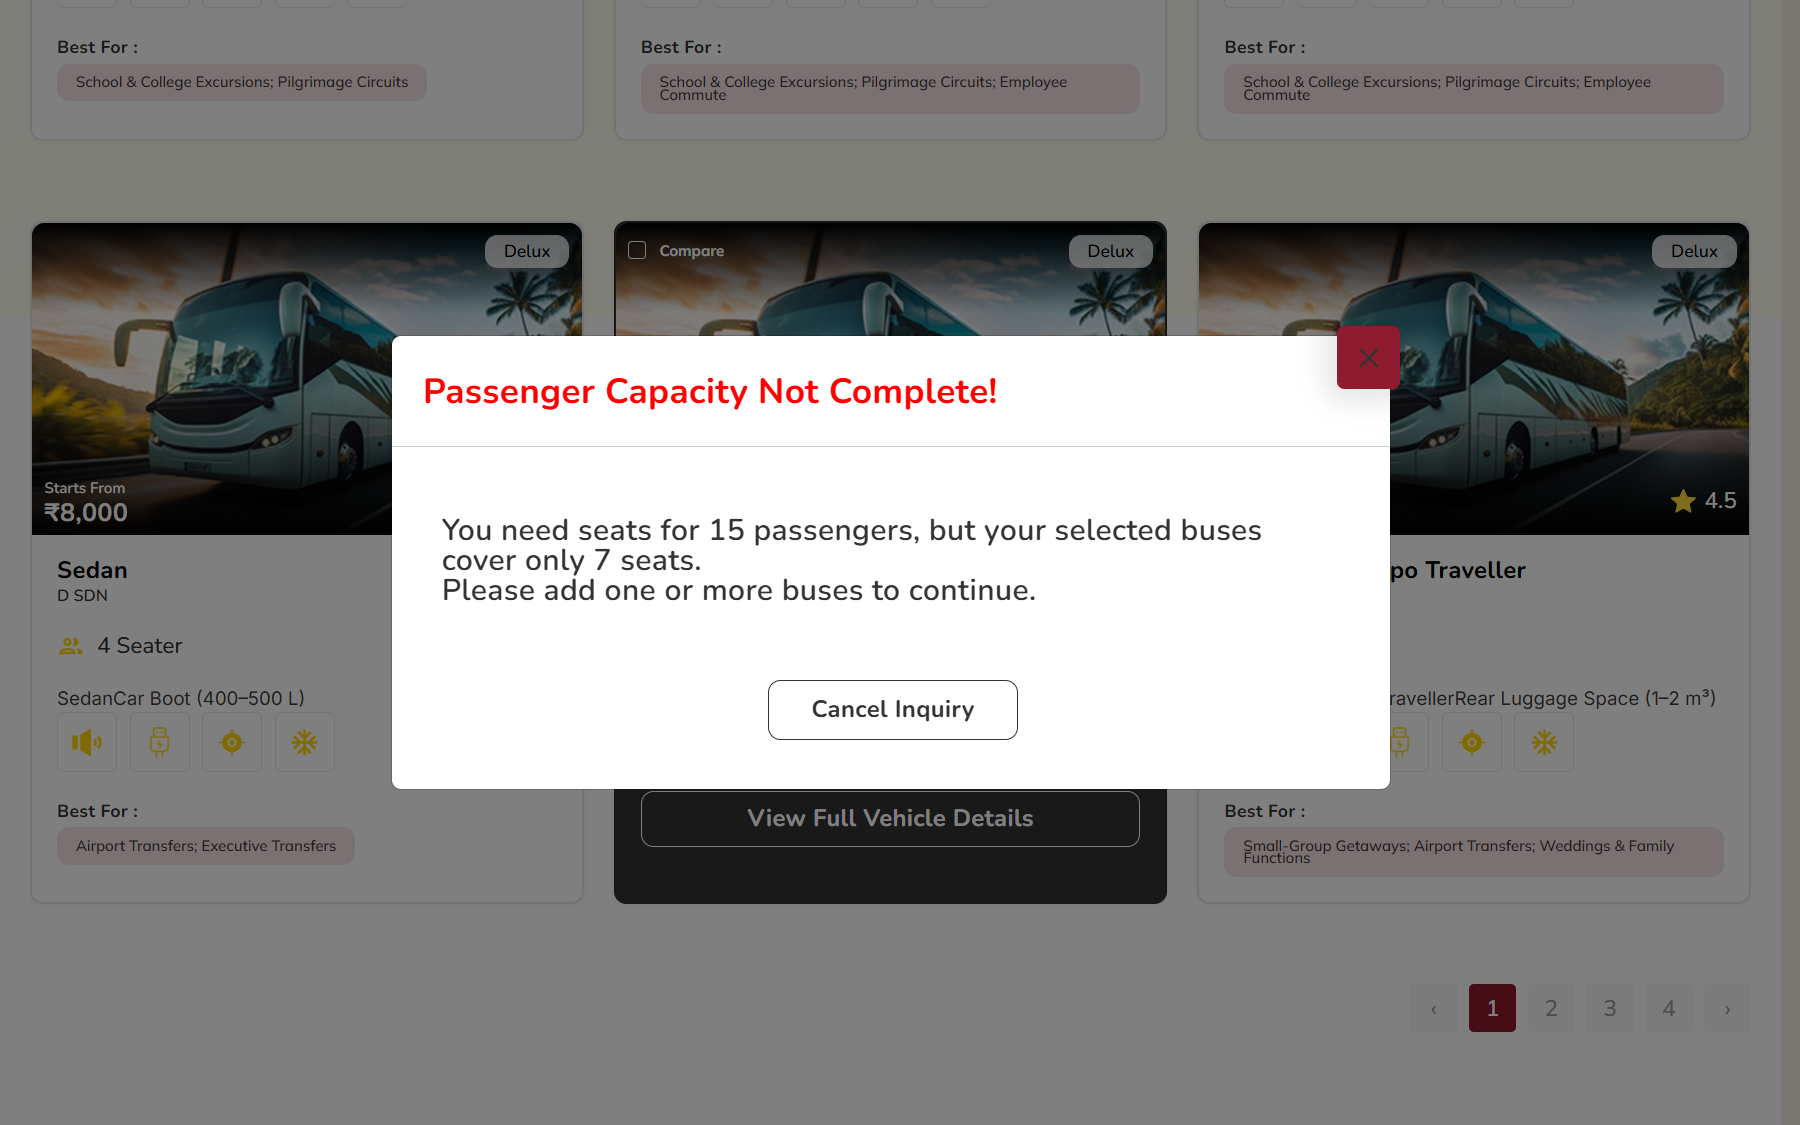 Best For :
School & College Excursions; Pilgrimage Circuits
Best For :
School & College Excursions; Pilgrimage Circuits; Employee
Commute
Best For :
School & College Excursions; Pilgrimage Circuits; Employee
Commute
Delux
Compare
Delux
Delux
Passenger Capacity Not Complete!
You need seats for 15 passengers, but your selected buses
cover only 7 seats.
Please add one or more buses to continue.
Cancel Inquiry
Starts From
₹8,000
4.5
Sedan
D SDN
4 Seater
SedanCar Boot (400–500 L)
Best For :
Airport Transfers; Executive Transfers
View Full Vehicle Details
po Traveller
ravellerRear Luggage Space (1–2 m³)
Best For :
Small-Group Getaways; Airport Transfers; Weddings & Family
Functions
‹ 1 2 3 4 ›